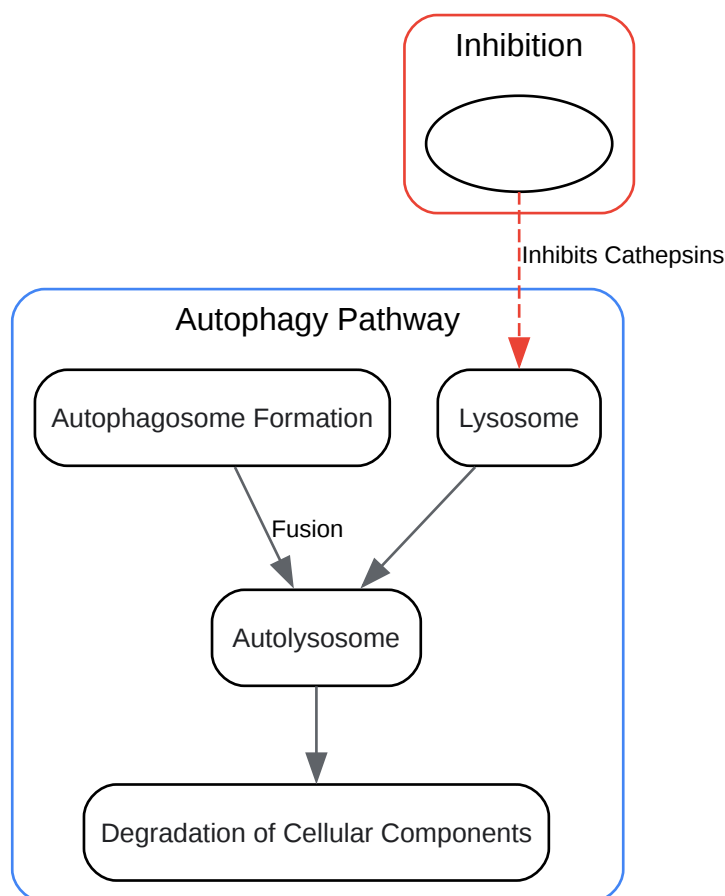 Inhibition
Inhibits Cathepsins
Autophagy Pathway
Autophagosome Formation
Lysosome
Fusion
Autolysosome
Degradation of Cellular Components